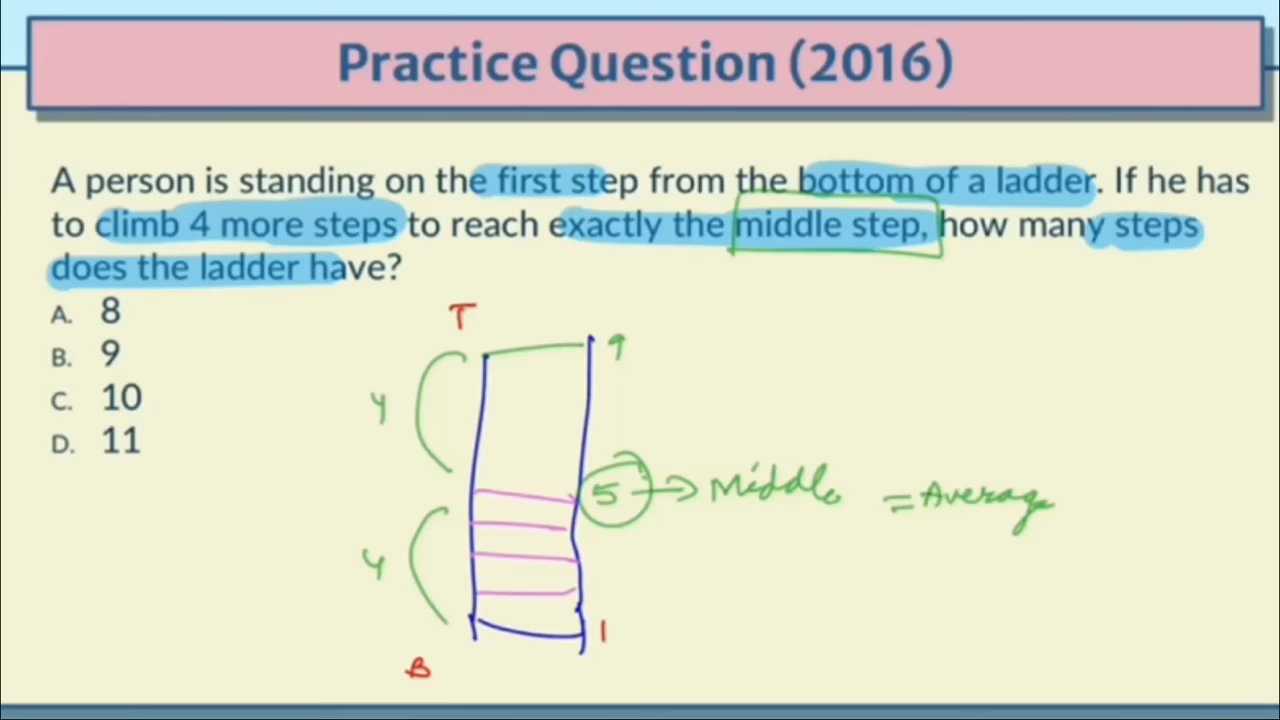 Practice Question (2016)
A person is standing on the first step from the bottom of a ladder. If he has
to climb 4 more steps to reach exactly the middle step, how many steps
does the ladder have?
A. 8
B. 9
C. 10
D. 11
T
9
4
5 → Middle = Average
4
1
B